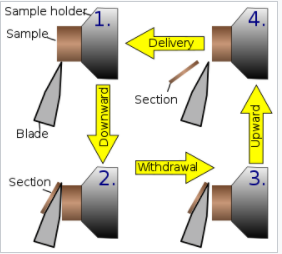 Sample holder
1.
4.
Sample
Delivery
Section
Blade
Downward
Upward
Withdrawal
Section
2.
3.